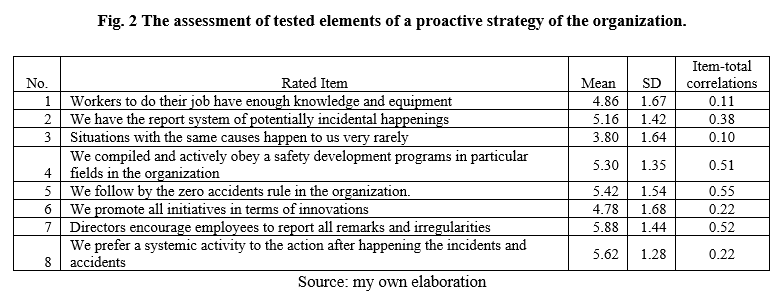 Fig. 2 The assessment of tested elements of a proactive strategy of the organization.
No. Rated Item Mean SD Item-total correlations
1 Workers to do their job have enough knowledge and equipment 4.86 1.67 0.11
2 We have the report system of potentially incidental happenings 5.16 1.42 0.38
3 Situations with the same causes happen to us very rarely 3.80 1.64 0.10
4 We compiled and actively obey a safety development programs in particular
fields in the organization 5.30 1.35 0.51
5 We follow by the zero accidents rule in the organization. 5.42 1.54 0.55
6 We promote all initiatives in terms of innovations 4.78 1.68 0.22
7 Directors encourage employees to report all remarks and irregularities 5.88 1.44 0.52
8 We prefer a systemic activity to the action after happening the incidents and
accidents 5.62 1.28 0.22
Source: my own elaboration